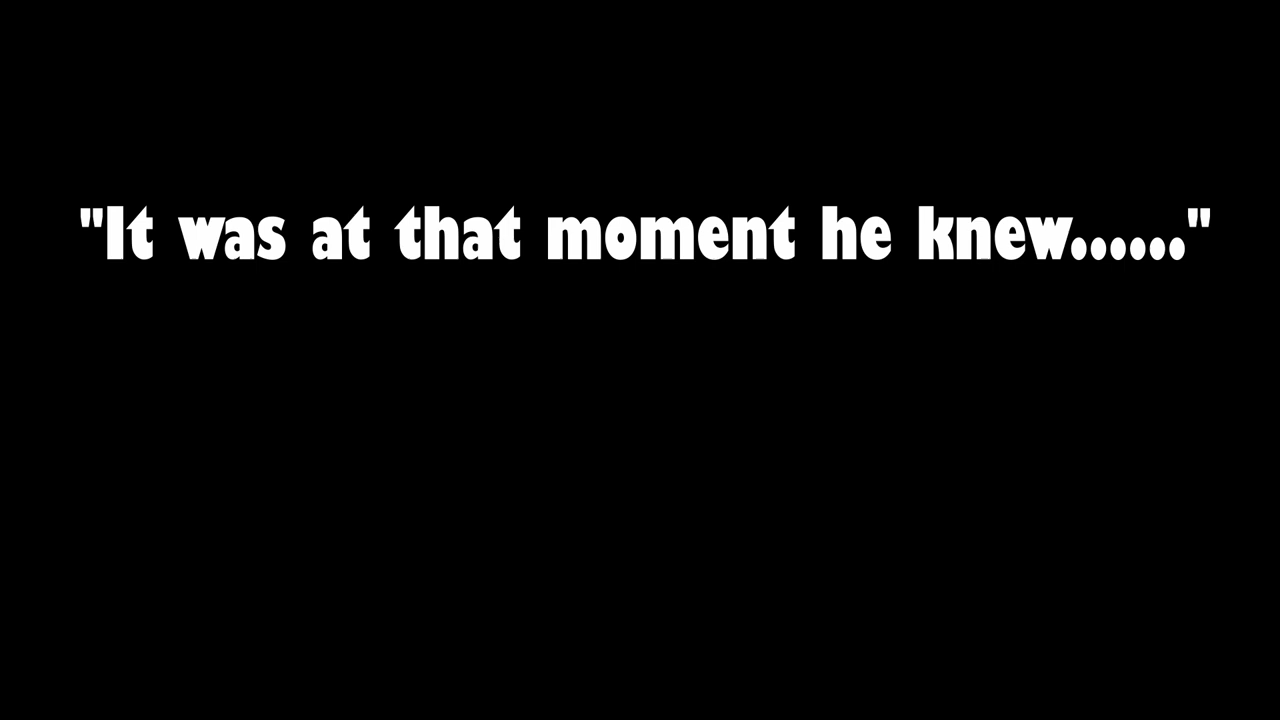 "It was at that moment he knew......"